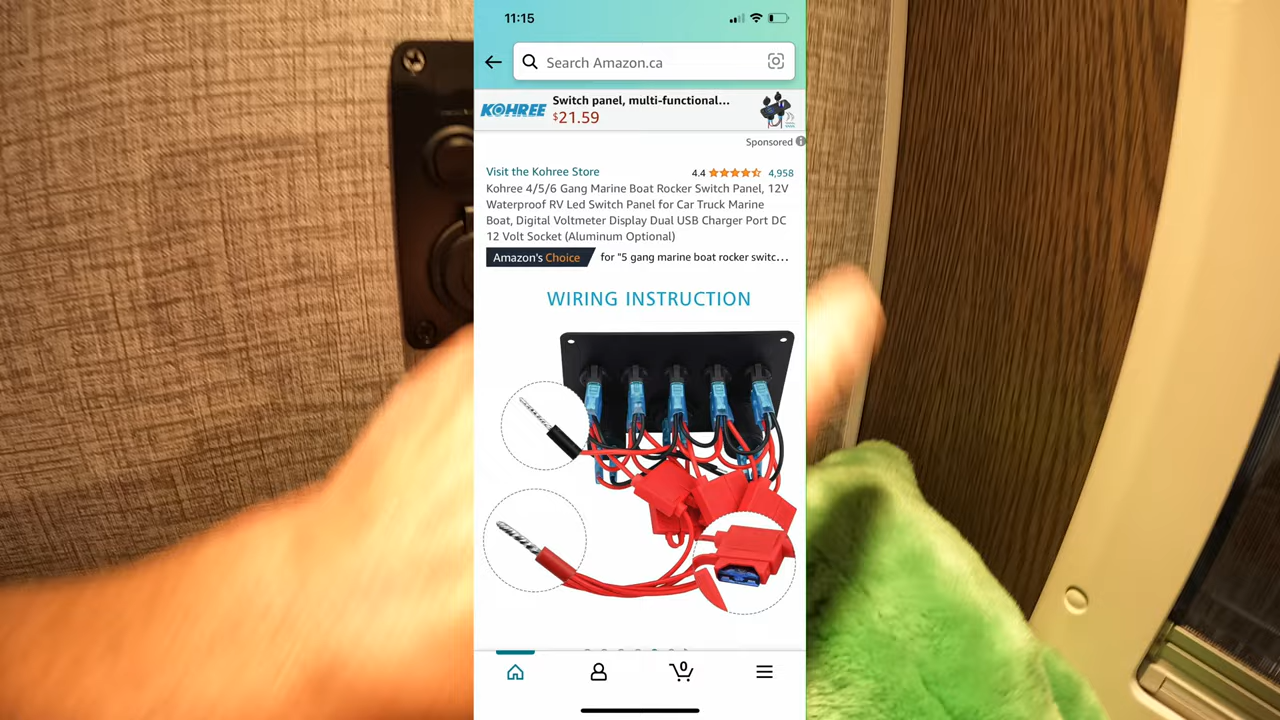 11:15
Search Amazon.ca
KOHREE
Switch panel, multi-functional...
$21.59
Sponsored
Visit the Kohree Store
4.4
4,958
Kohree 4/5/6 Gang Marine Boat Rocker Switch Panel, 12V
Waterproof RV Led Switch Panel for Car Truck Marine
Boat, Digital Voltmeter Display Dual USB Charger Port DC
12 Volt Socket (Aluminum Optional)
Amazon's Choice
for "5 gang marine boat rocker switc...
WIRING INSTRUCTION
0